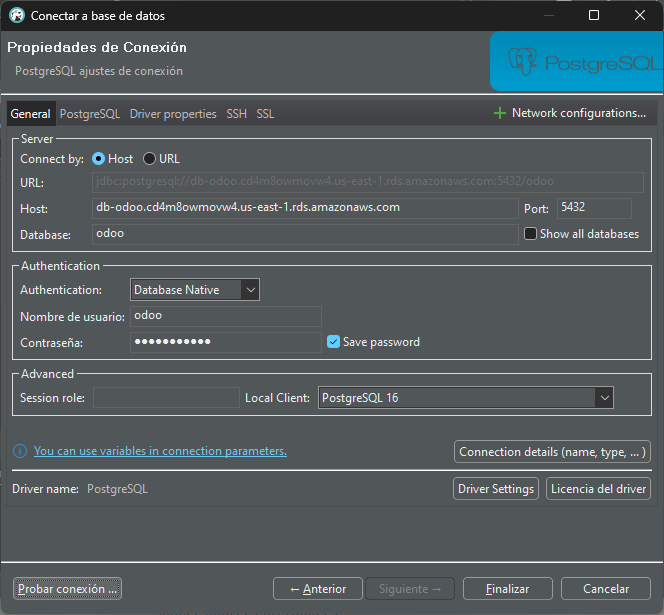 Conectar a base de datos
Propiedades de Conexión
PostgreSQL ajustes de conexión
PostgreSQL
General PostgreSQL Driver properties SSH SSL Network configurations...
Server
Connect by: Host URL
URL: jdbc:postgresql://db-odoo.cd4m8owmovw4.us-east-1.rds.amazonaws.com:5432/odoo
Host: db-odoo.cd4m8owmovw4.us-east-1.rds.amazonaws.com Port: 5432
Database: odoo Show all databases
Authentication
Authentication: Database Native
Nombre de usuario: odoo
Contraseña: ●●●●●●●●●●● Save password
Advanced
Session role: Local Client: PostgreSQL 16
You can use variables in connection parameters. Connection details (name, type, ... )
Driver name: PostgreSQL Driver Settings Licencia del driver
Probar conexión ... ← Anterior Siguiente → Finalizar Cancelar